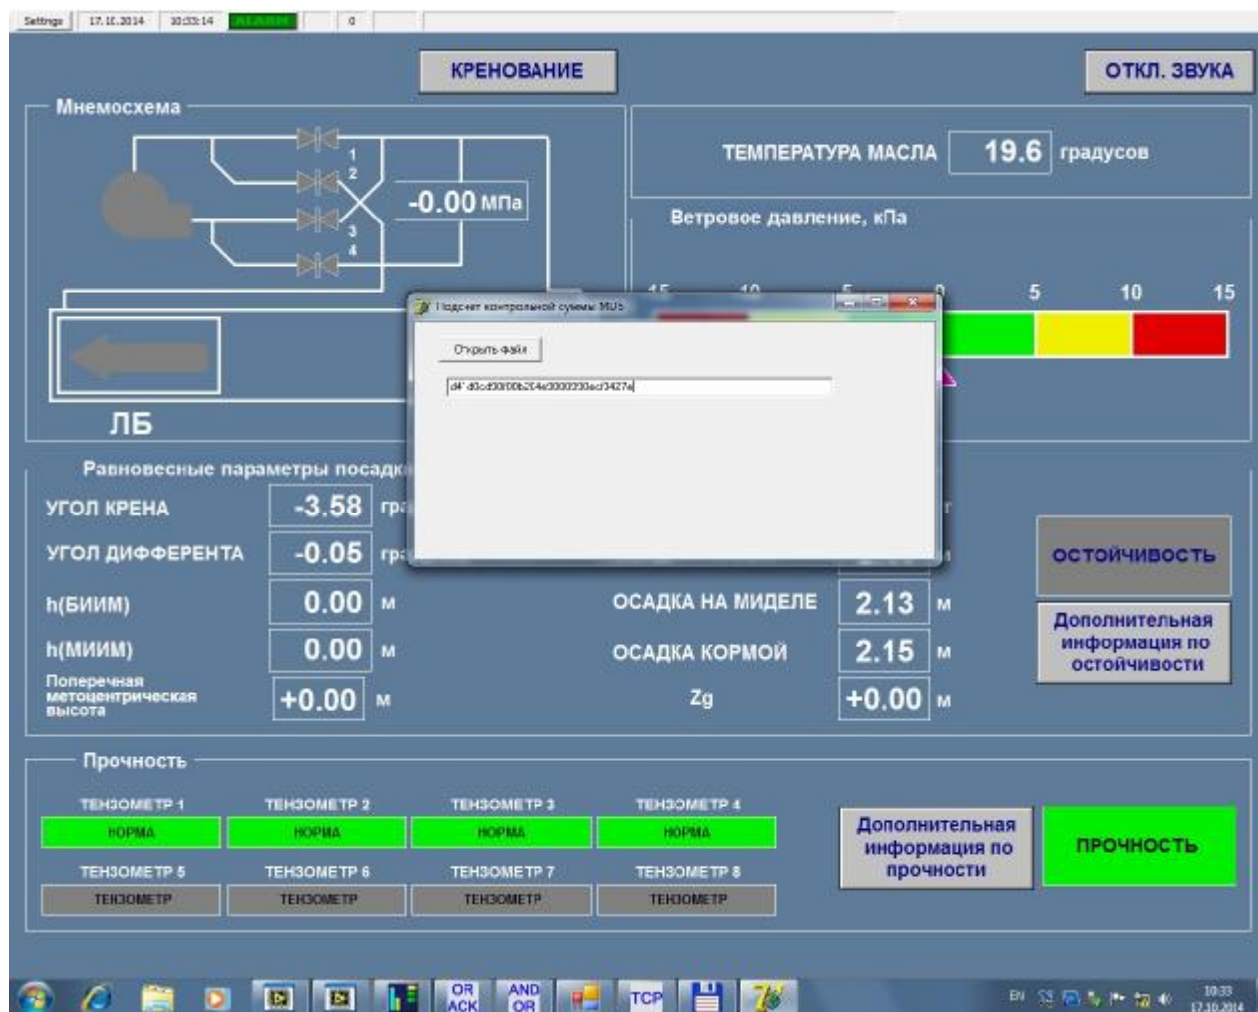 Settings 17.10.2014 10:33:14 ALARM 0
КРЕНОВАНИЕ
ОТКЛ. ЗВУКА
Мнемосхема
1
2
3
4
-0.00 МПа
ТЕМПЕРАТУРА МАСЛА 19.6 градусов
Ветровое давление, кПа
15 10 5 0 5 10 15
Подсчет контрольной суммы MD5
Открыть файл
ЛБ
Равновесные параметры
УГОЛ КРЕНА -3.58
УГОЛ ДИФФЕРЕНТА -0.05
h(БИИМ) 0.00 м
ОСАДКА НА МИДЕЛЕ 2.13 м
h(МИИМ) 0.00 м
ОСАДКА КОРМОЙ 2.15 м
Поперечная
метоцентрическая
высота
+0.00 м
Zg +0.00 м
ОСТОЙЧИВОСТЬ
Дополнительная
информация по
остойчивости
Прочность
ТЕНЗОМЕТР 1 ТЕНЗОМЕТР 2 ТЕНЗОМЕТР 3 ТЕНЗОМЕТР 4
НОРМА НОРМА НОРМА НОРМА
ТЕНЗОМЕТР 5 ТЕНЗОМЕТР 6 ТЕНЗОМЕТР 7 ТЕНЗОМЕТР 8
ТЕНЗОМЕТР ТЕНЗОМЕТР ТЕНЗОМЕТР ТЕНЗОМЕТР
Дополнительная
информация по
прочности
ПРОЧНОСТЬ
OR
ACK
AND
OR
TCP
EN
10:33
17.10.2014